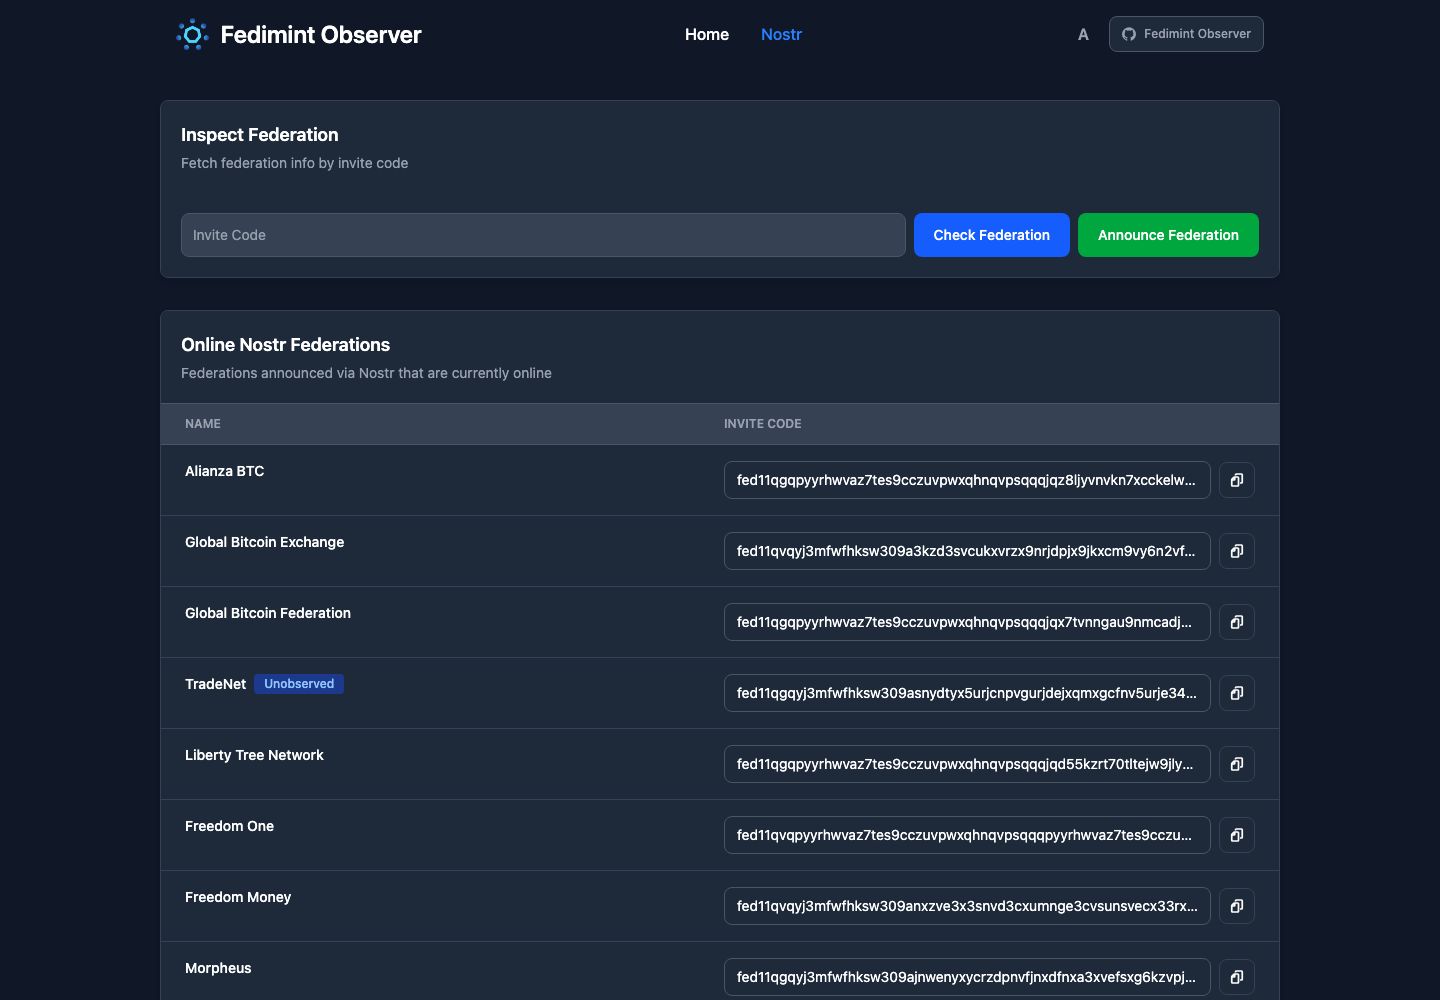 Fedimint Observer
Home
Nostr
A
Fedimint Observer
Inspect Federation
Fetch federation info by invite code
Invite Code
Check Federation
Announce Federation
Online Nostr Federations
Federations announced via Nostr that are currently online
NAME
INVITE CODE
Alianza BTC
fed11qgqpyyrhwvaz7tes9cczuvpwxqhnqvpsqqqjqz8ljyvnvkn7xcckelw...
Global Bitcoin Exchange
fed11qvqyj3mfwfhksw309a3kzd3svcukxvrzx9nrjdpjx9jkxcm9vy6n2vf...
Global Bitcoin Federation
fed11qgqpyyrhwvaz7tes9cczuvpwxqhnqvpsqqqjqx7tvnngau9nmcadj...
TradeNet
Unobserved
fed11qgqyj3mfwfhksw309asnydtyx5urjcnpvgurjdejxqmxgcfnv5urje34...
Liberty Tree Network
fed11qgqpyyrhwvaz7tes9cczuvpwxqhnqvpsqqqjqd55kzrt70tltejw9jly...
Freedom One
fed11qvqpyyrhwvaz7tes9cczuvpwxqhnqvpsqqqpyyrhwvaz7tes9cczu...
Freedom Money
fed11qvqyj3mfwfhksw309anxzve3x3snvd3cxumnge3cvsunsvecx33rx...
Morpheus
fed11qgqyj3mfwfhksw309ajnwenyxycrzdpnvfjnxdfnxa3xvefsxg6kzvpj...